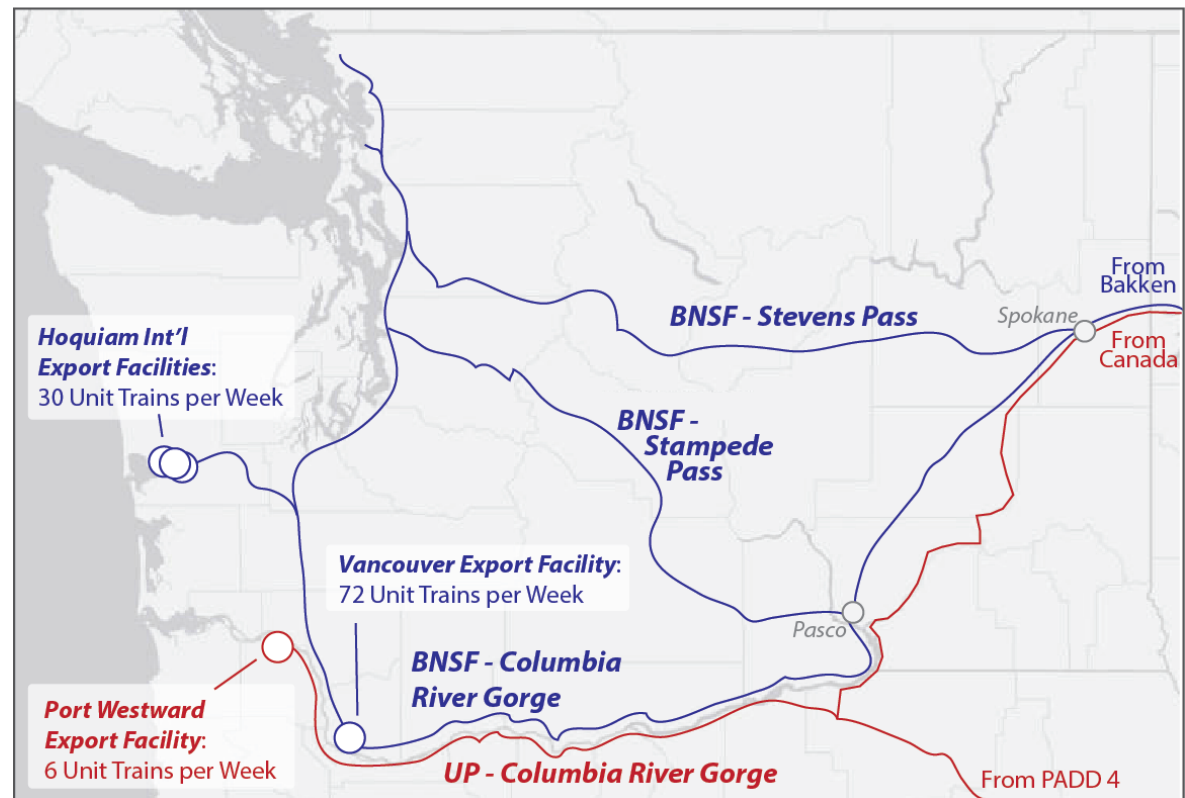 From
Bakken
Spokane
BNSF - Stevens Pass
From
Canada
Hoquiam Int'l
Export Facilities:
30 Unit Trains per Week
BNSF -
Stampede
Pass
Vancouver Export Facility:
72 Unit Trains per Week
Pasco
BNSF - Columbia
River Gorge
Port Westward
Export Facility:
6 Unit Trains per Week
UP - Columbia River Gorge
From PADD 4